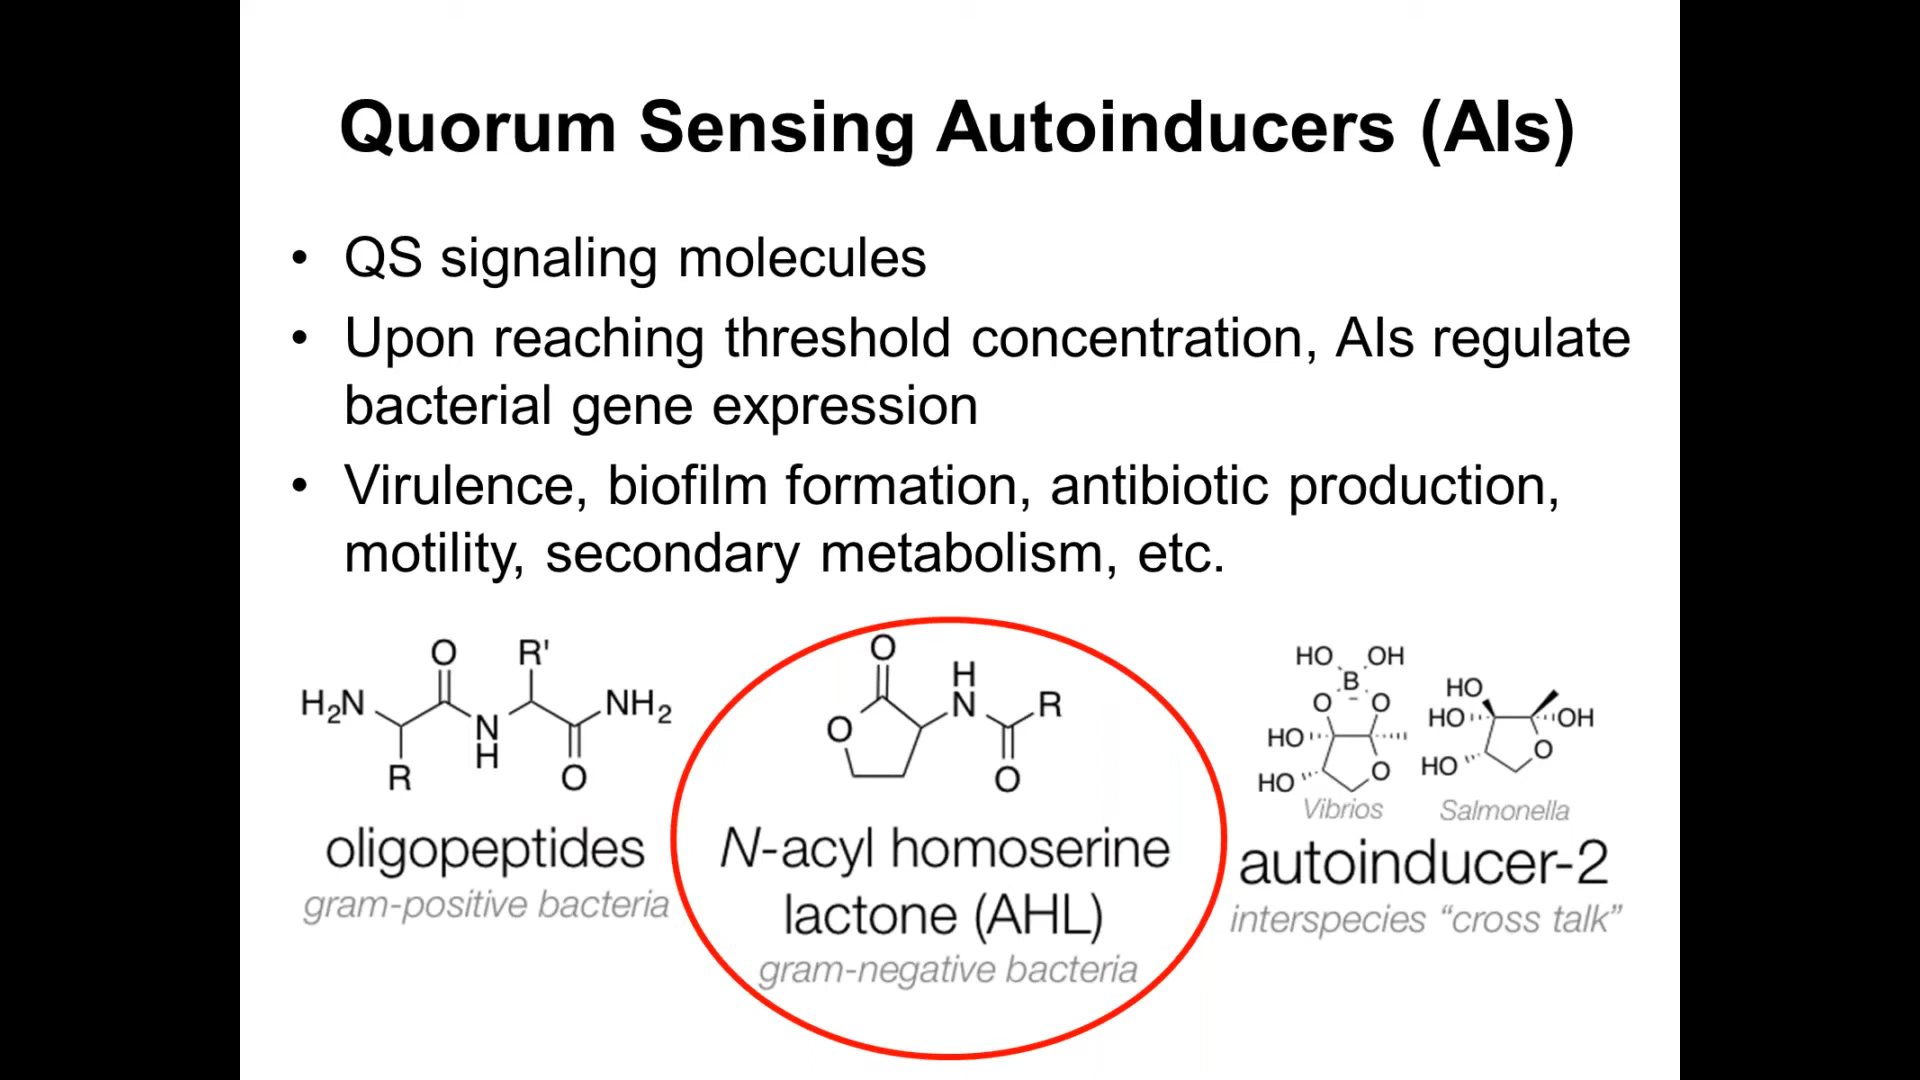 Quorum Sensing Autoinducers (AIs)
• QS signaling molecules
• Upon reaching threshold concentration, AIs regulate
bacterial gene expression
• Virulence, biofilm formation, antibiotic production,
motility, secondary metabolism, etc.
H₂N O N H R R' O NH₂
oligopeptides
gram-positive bacteria
O O H N R O
N-acyl homoserine
lactone (AHL)
gram-negative bacteria
HO OH B O - O HO HO O
Vibrios
HO HO OH HO O
Salmonella
autoinducer-2
interspecies “cross talk”